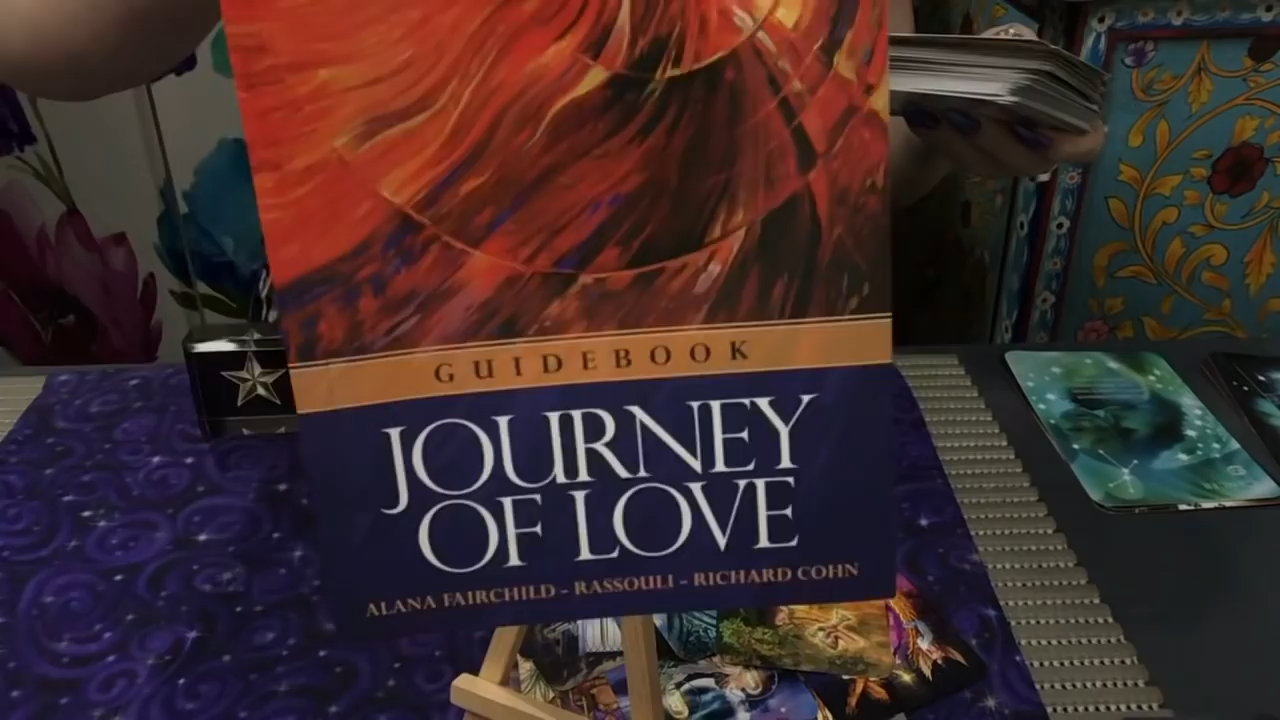 GUIDEBOOK
JOURNEY
OF LOVE
ALANA FAIRCHILD - RASSOULI - RICHARD COHN